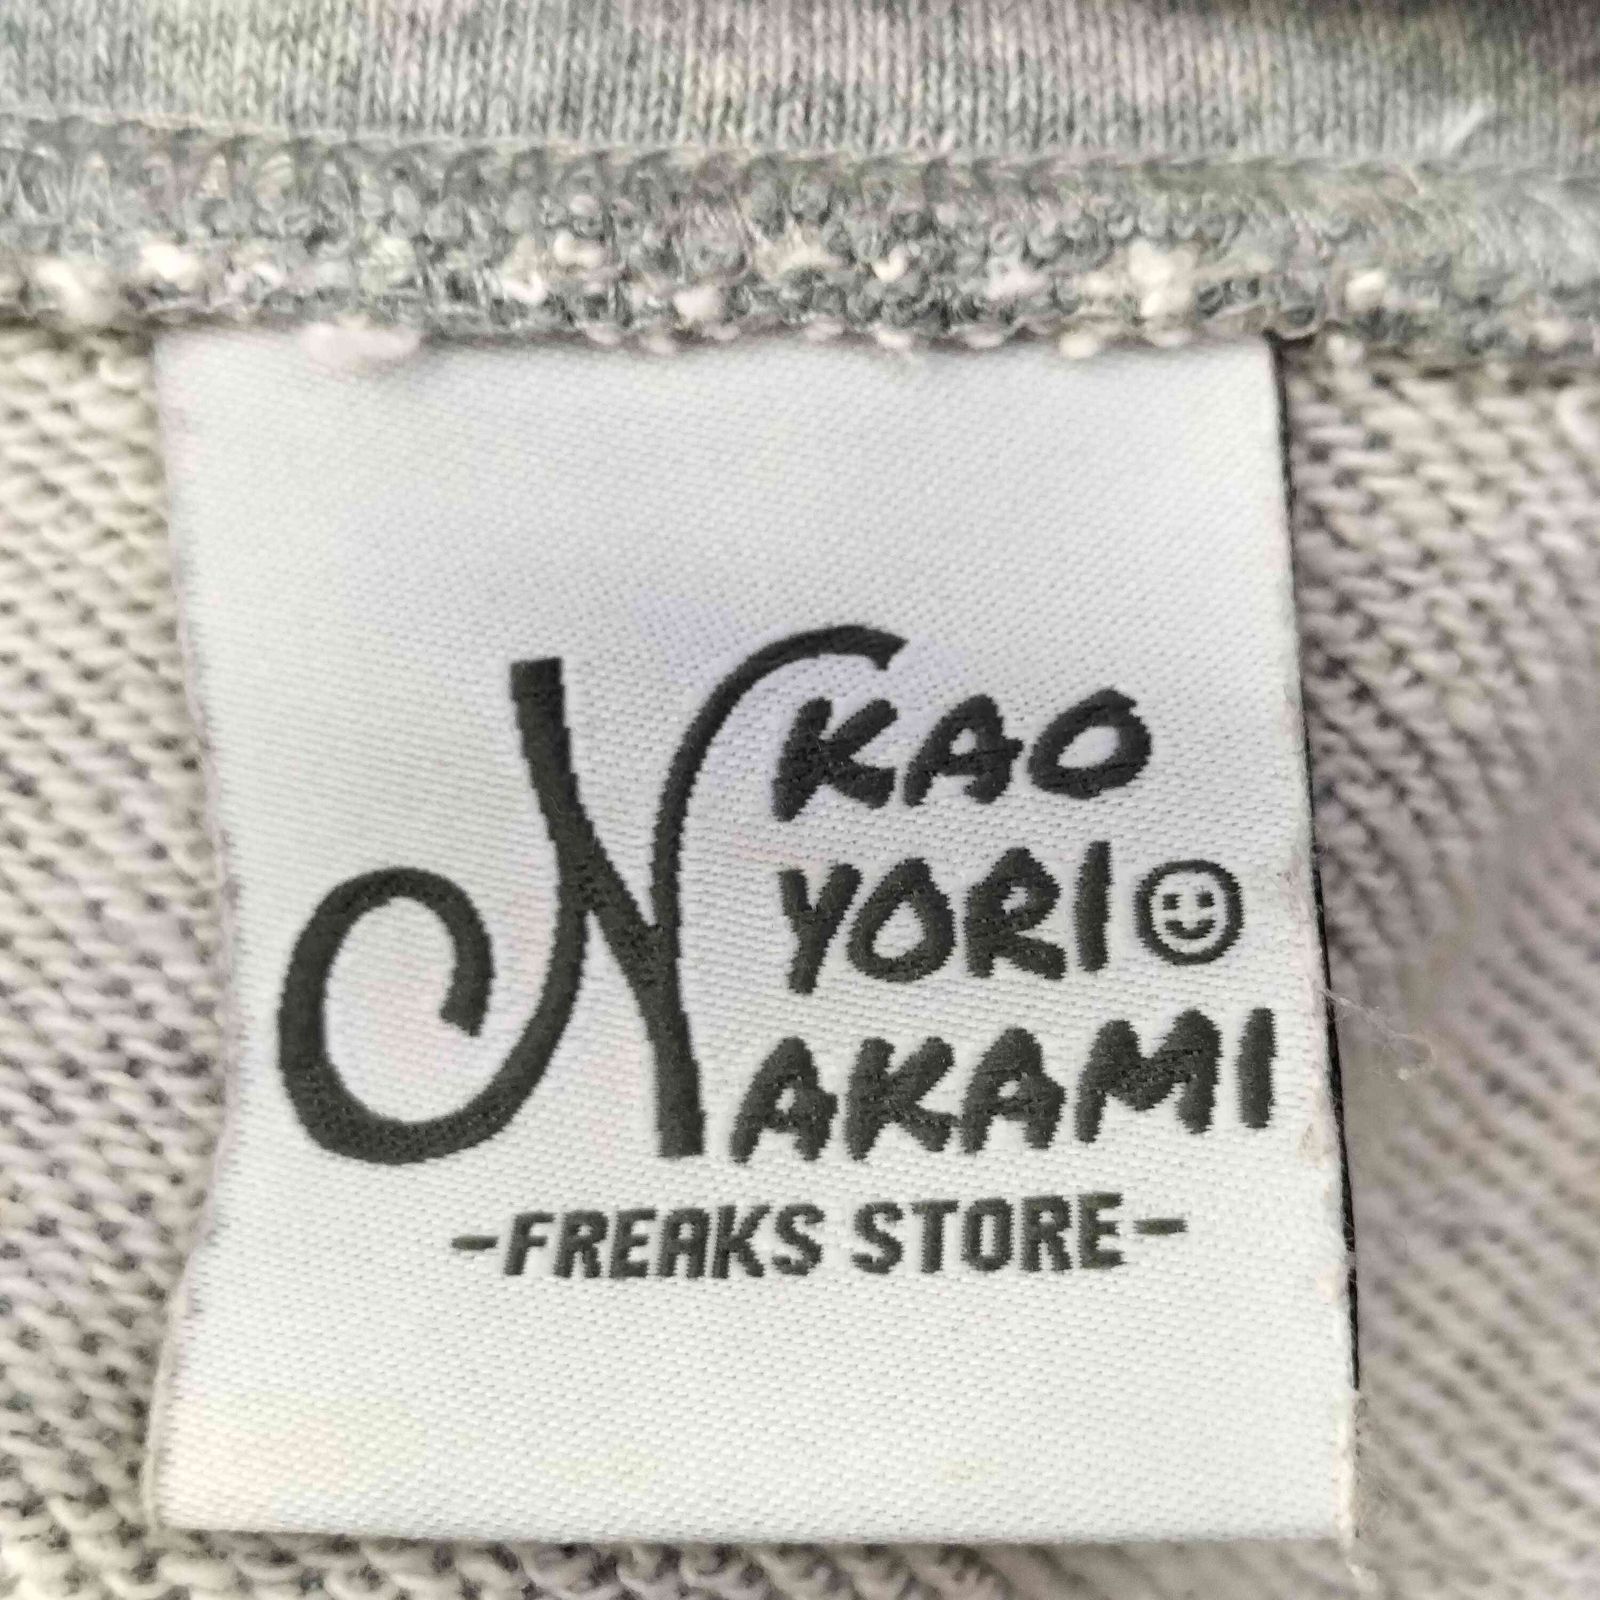 KAO
YORI
NAKAMI
-FREAKS STORE-